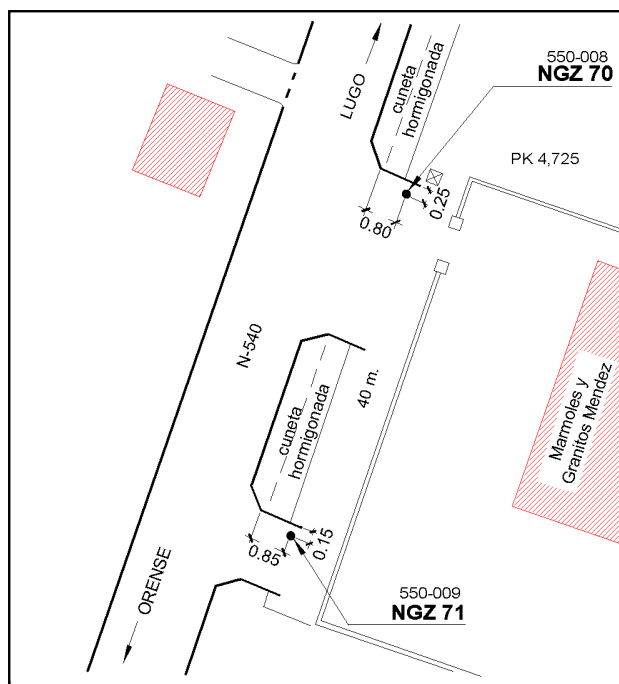 LUGO
cuneta
hormigonada
550-008
NGZ 70
PK 4,725
0.25
0.80
N-540
40 m.
cuneta
hormigonada
Marmoles y
Granitos Mendez
0.15
0.85
ORENSE
550-009
NGZ 71